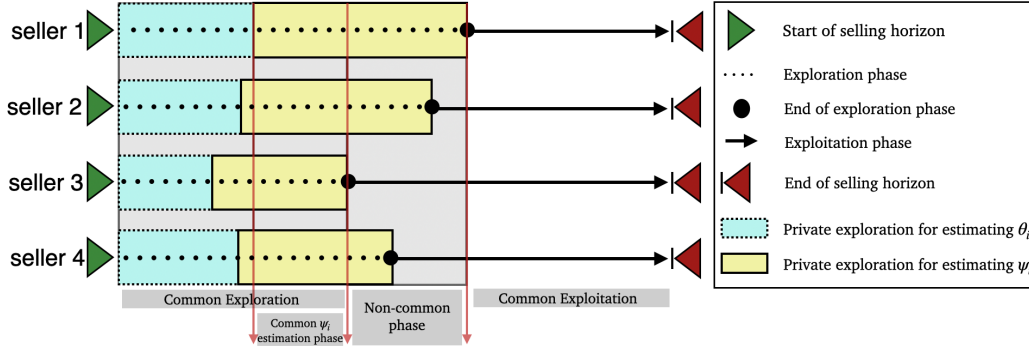 seller 1
seller 2
seller 3
seller 4
Common Exploration
Common ψᵢ
estimation phase
Non-common
phase
Common Exploitation
Start of selling horizon
Exploration phase
End of exploration phase
Exploitation phase
End of selling horizon
Private exploration for estimating θᵢ
Private exploration for estimating ψᵢ